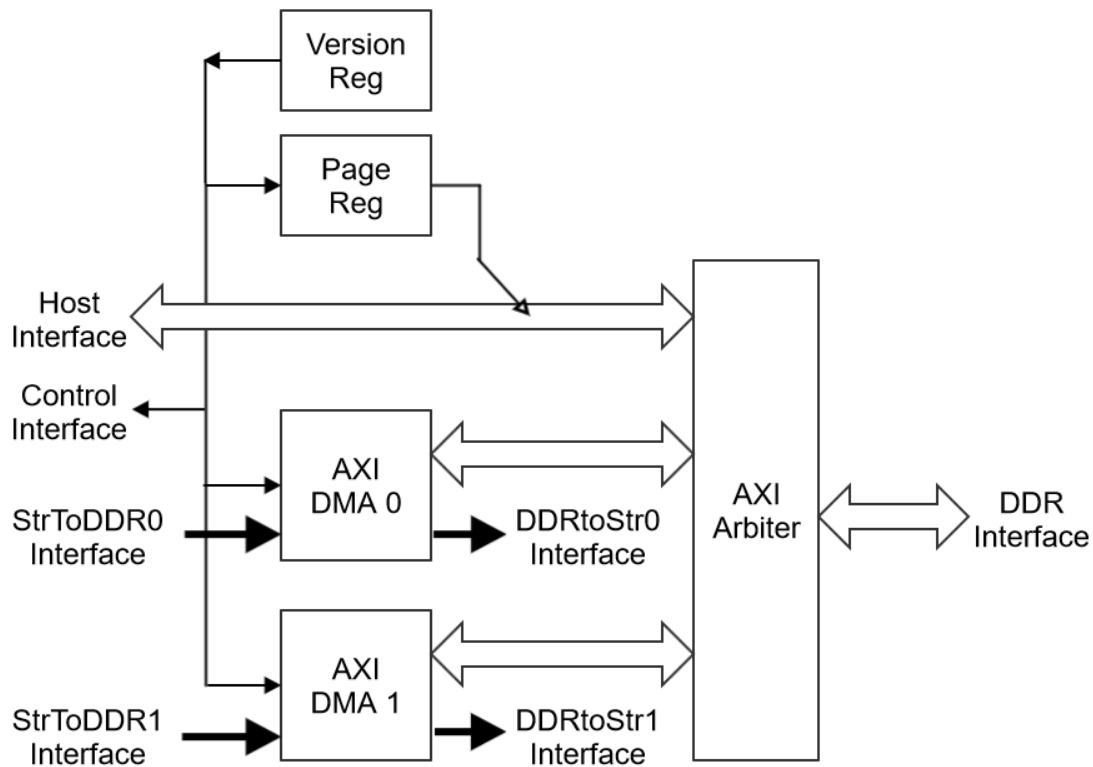 Version
Reg
Page
Reg
Host
Interface
Control
Interface
AXI
DMA 0
StrToDDR0
Interface
DDRtoStr0
Interface
AXI
Arbiter
DDR
Interface
AXI
DMA 1
StrToDDR1
Interface
DDRtoStr1
Interface